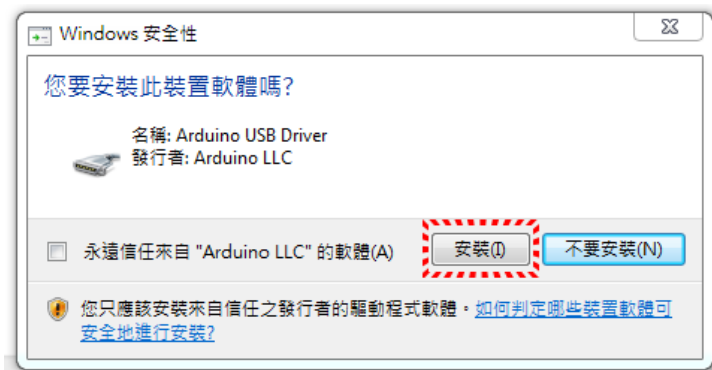 Windows 安全性
您要安裝此裝置軟體嗎?
名稱: Arduino USB Driver
發行者: Arduino LLC
永遠信任來自 "Arduino LLC" 的軟體(A)
安裝(I)
不要安裝(N)
您只應該安裝來自信任之發行者的驅動程式軟體。如何判定哪些裝置軟體可
安全地進行安裝?